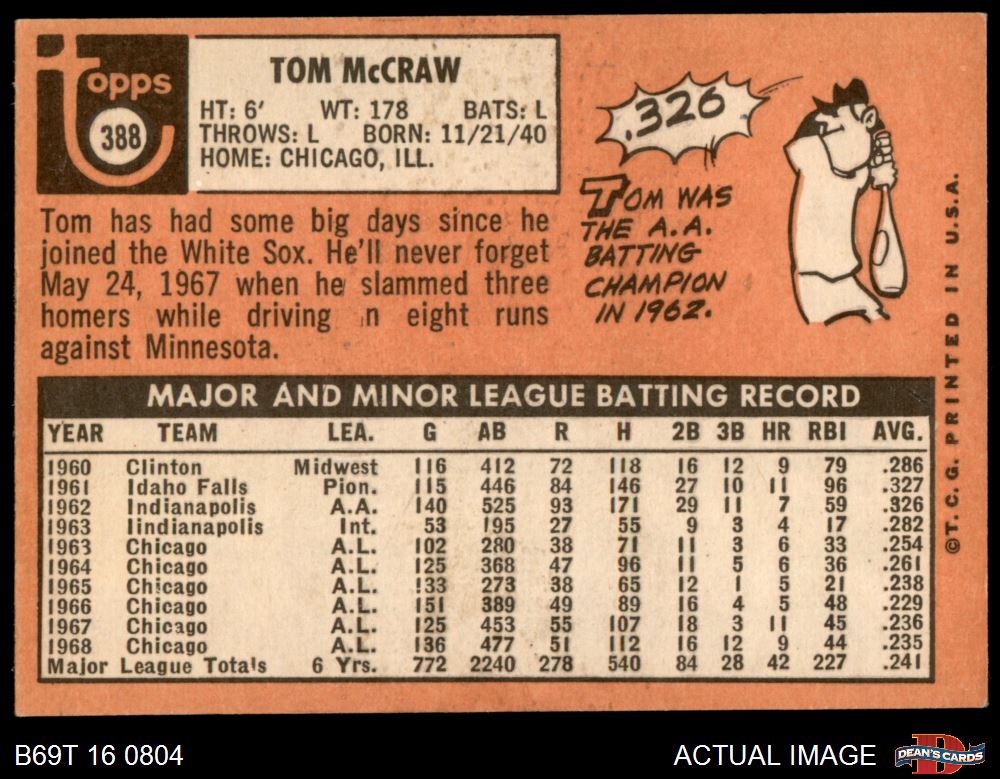 Topps
388
TOM McCRAW
HT: 6' WT: 178 BATS: L
THROWS: L BORN: 11/21/40
HOME: CHICAGO, ILL.
Tom has had some big days since he
joined the White Sox. He'll never forget
May 24, 1967 when he slammed three
homers while driving in eight runs
against Minnesota.
.326
TOM WAS
THE A.A.
BATTING
CHAMPION
IN 1962.
MAJOR AND MINOR LEAGUE BATTING RECORD
YEAR TEAM LEA. G AB R H 2B 3B HR RBI AVG.
1960 Clinton Midwest 116 412 72 118 16 12 9 79 .286
1961 Idaho Falls Pion. 115 446 84 146 27 10 11 96 .327
1962 Indianapolis A.A. 140 525 93 171 29 11 7 59 .326
1963 Iindianapolis Int. 53 195 27 55 9 3 4 17 .282
1963 Chicago A.L. 102 280 38 71 11 3 6 33 .254
1964 Chicago A.L. 125 368 47 96 11 5 6 36 .261
1965 Chicago A.L. 133 273 38 65 12 1 5 21 .238
1966 Chicago A.L. 151 389 49 89 16 4 5 48 .229
1967 Chicago A.L. 125 453 55 107 18 3 11 45 .236
1968 Chicago A.L. 136 477 51 112 16 12 9 44 .235
Major League Totals 6 Yrs. 772 2240 278 540 84 28 42 227 .241
©T.C.G. PRINTED IN U.S.A.
B69T 16 0804
ACTUAL IMAGE
DEAN'S CARDS